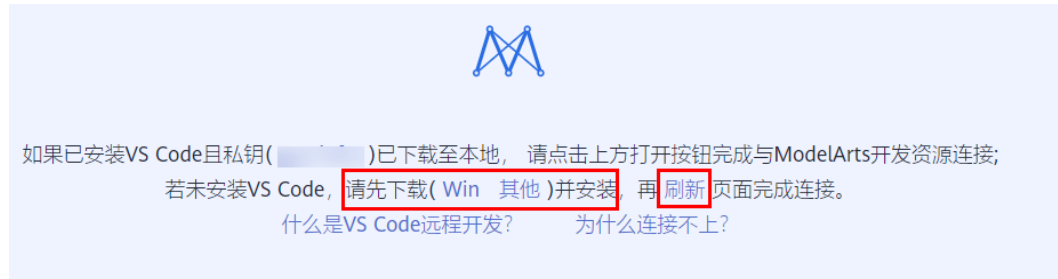 如果已安装VS Code且私钥( )已下载至本地， 请点击上方打开按钮完成与ModelArts开发资源连接;
若未安装VS Code，请先下载( Win 其他 )并安装，再 刷新 页面完成连接。
什么是VS Code远程开发? 为什么连接不上?